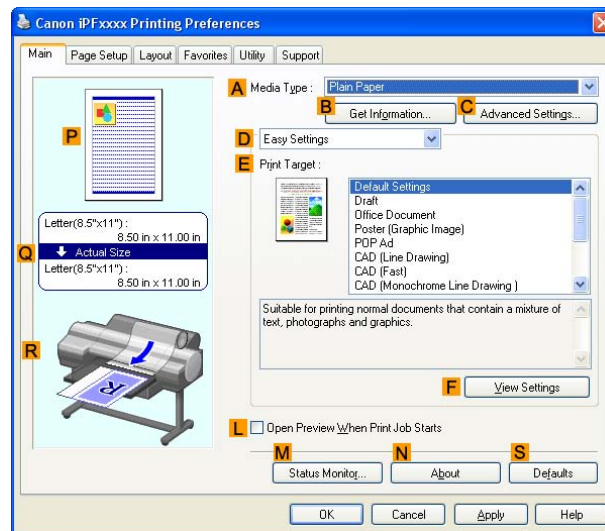 Canon iPFxxxx Printing Preferences
Main Page Setup Layout Favorites Utility Support
A Media Type : Plain Paper
B Get Information... C Advanced Settings...
D Easy Settings
E Print Target :
Default Settings
Draft
Office Document
Poster (Graphic Image)
POP Ad
CAD (Line Drawing)
CAD (Fast)
CAD (Monochrome Line Drawing )
Suitable for printing normal documents that contain a mixture of
text, photographs and graphics.
F View Settings
P
Q
Letter(8.5"x11") :
8.50 in x 11.00 in
Actual Size
Letter(8.5"x11") :
8.50 in x 11.00 in
R
R
L Open Preview When Print Job Starts
M Status Monitor... N About S Defaults
OK Cancel Apply Help